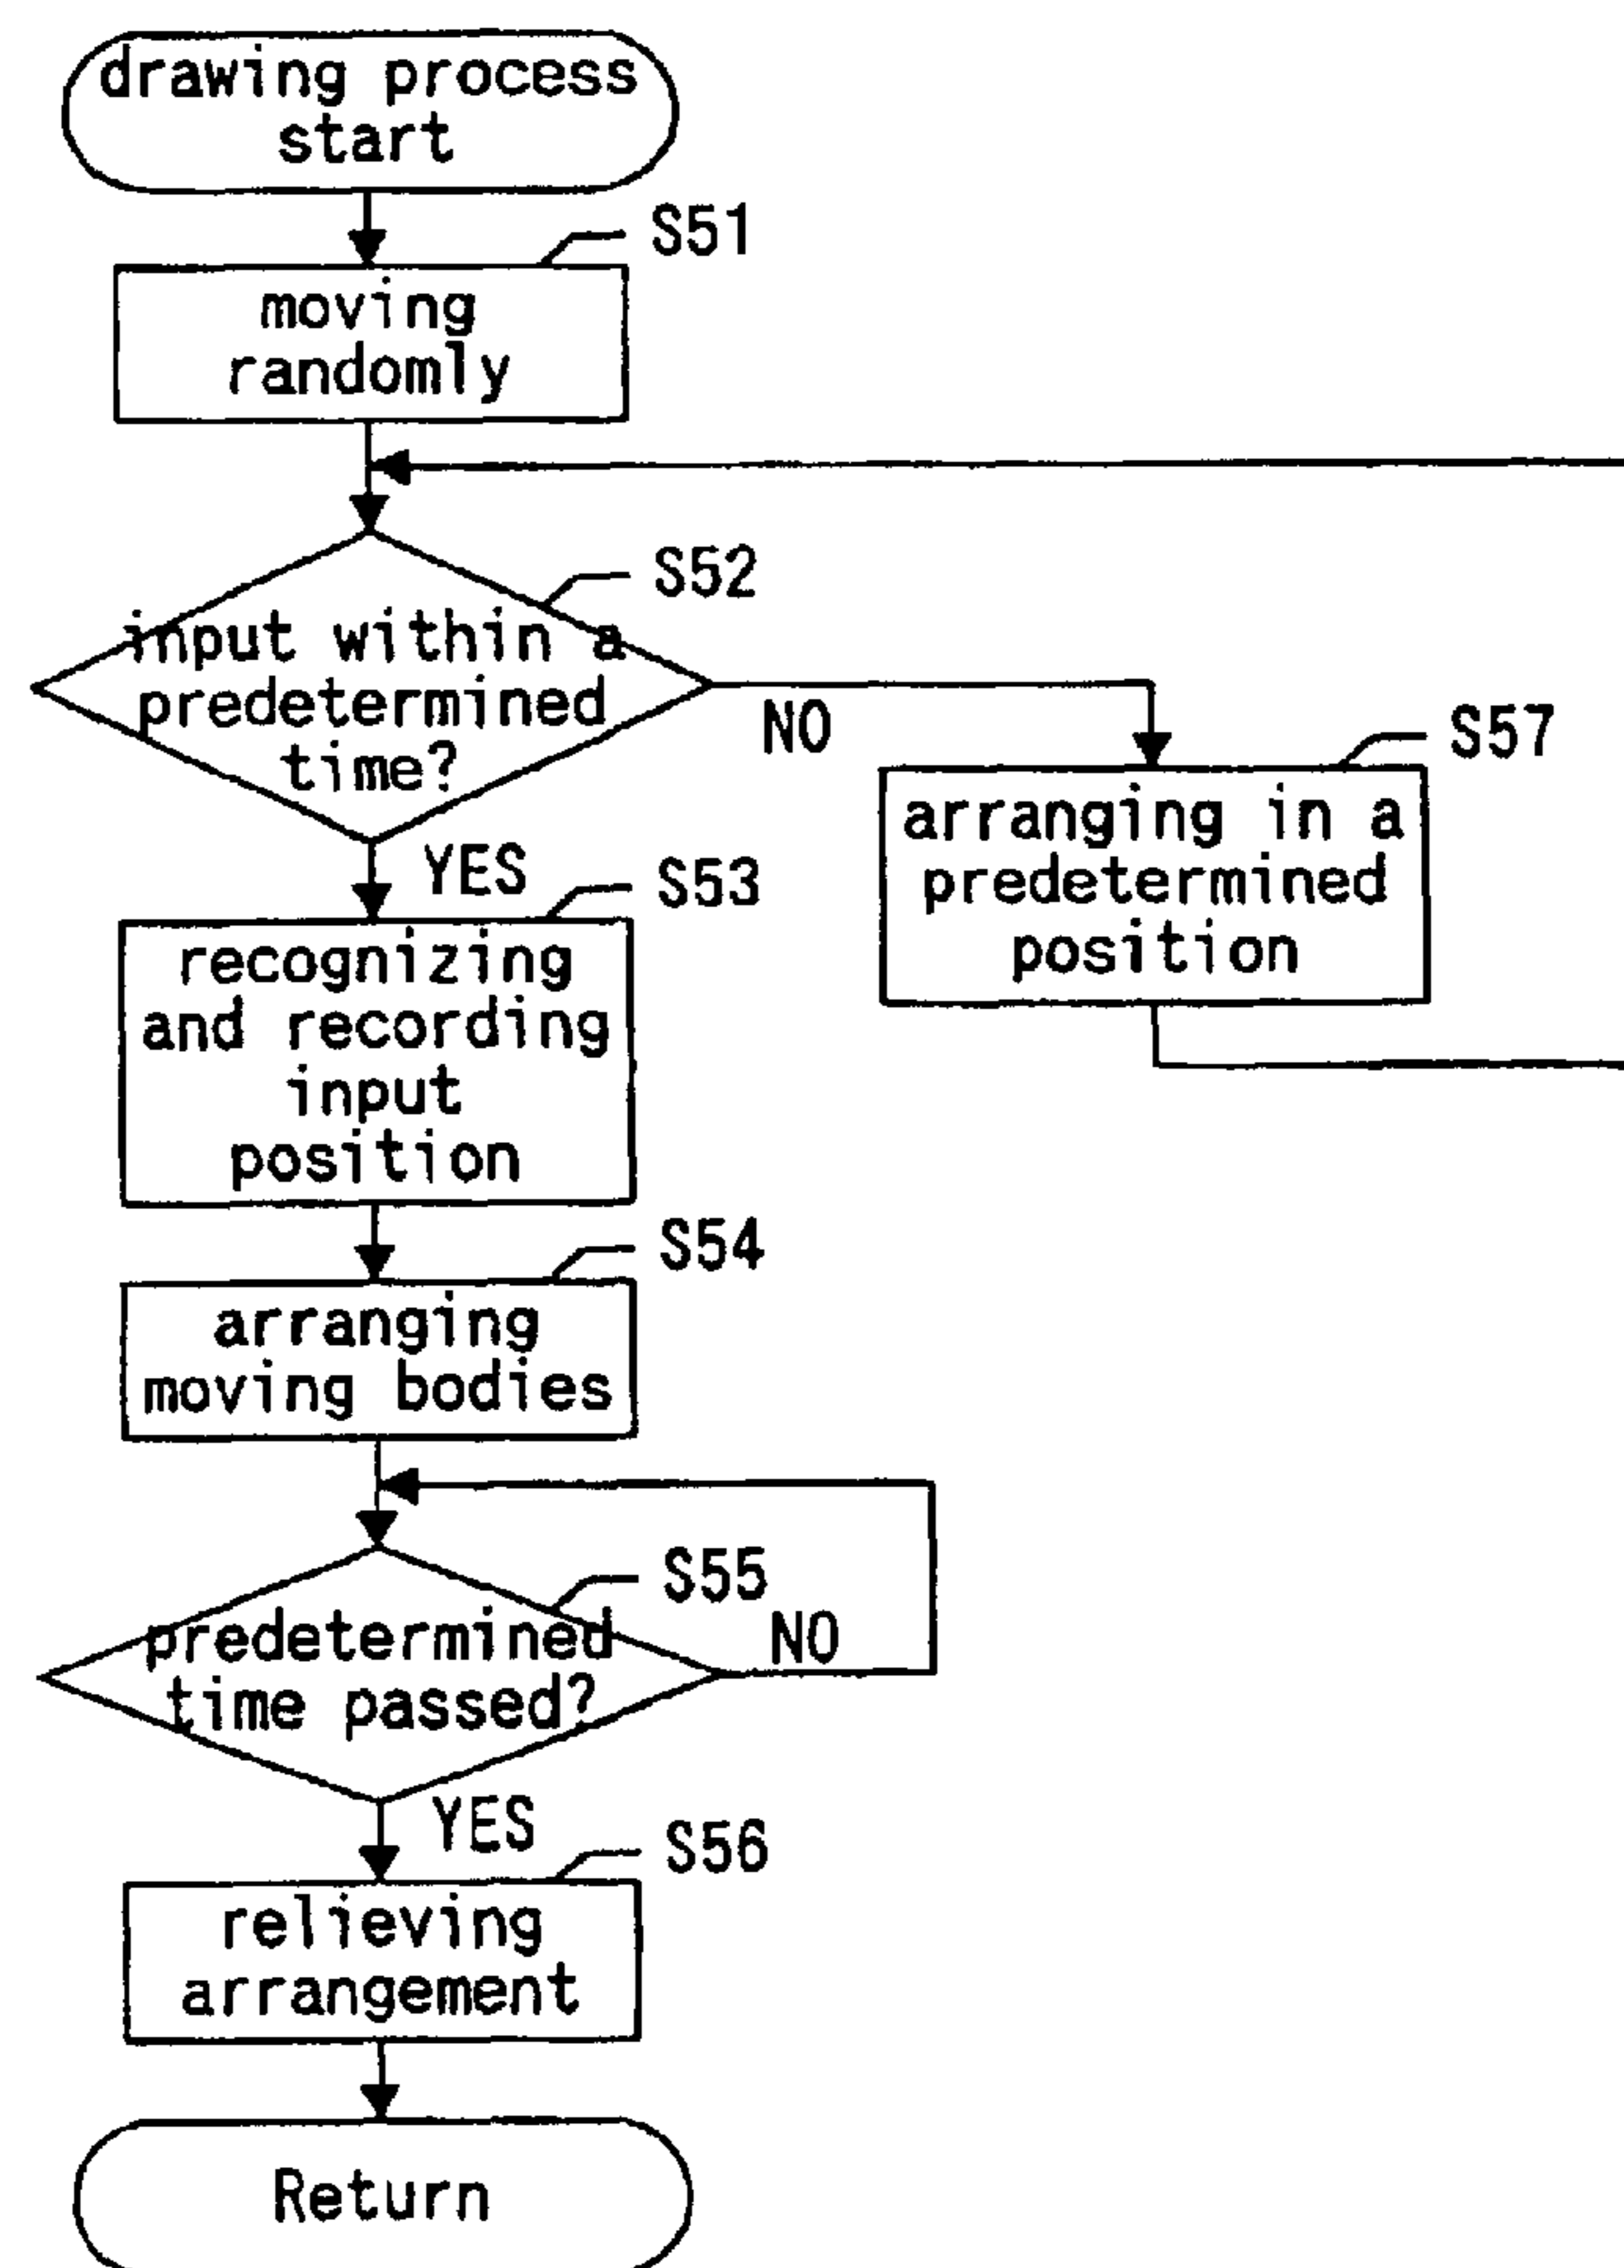 drawing process
start
S51
moving
randomly
S52
input within a
predetermined
time?
NO
YES
S57
arranging in a
predetermined
position
S53
recognizing
and recording
input
position
S54
arranging
moving bodies
S55
predetermined
time passed?
NO
YES
S56
relieving
arrangement
Return